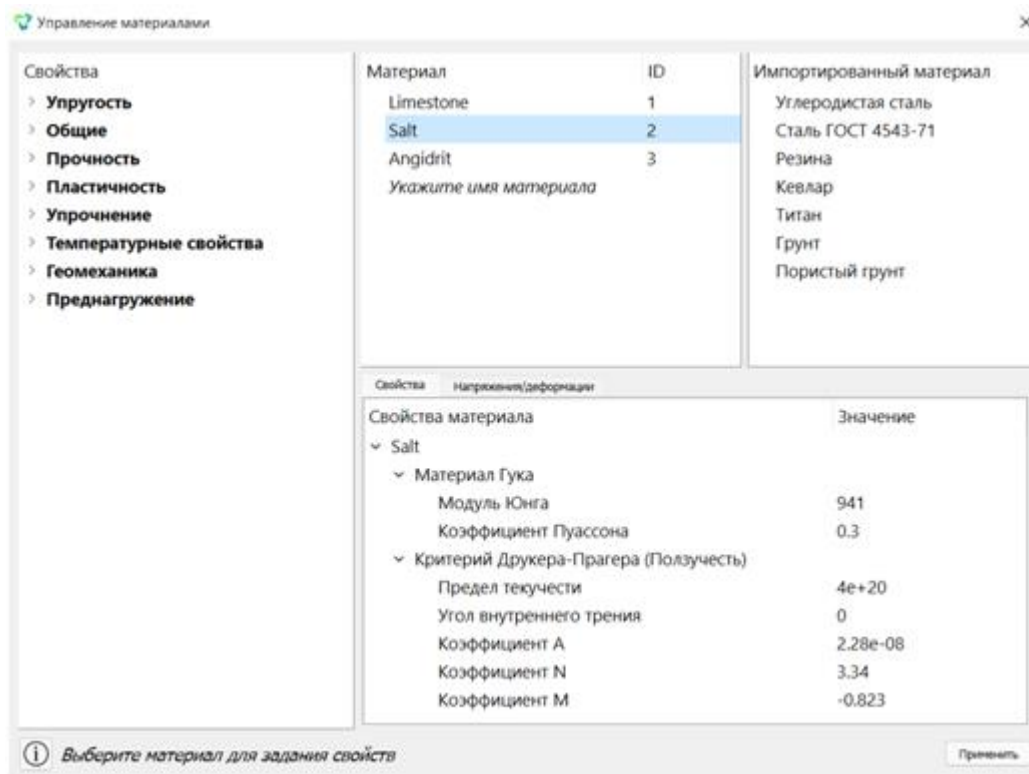 Управление материалами
Свойства
Упругость
Общие
Прочность
Пластичность
Упрочнение
Температурные свойства
Геомеханика
Преднагружение
Материал ID
Limestone 1
Salt 2
Angidrit 3
Укажите имя материала
Импортированный материал
Углеродистая сталь
Сталь ГОСТ 4543-71
Резина
Кевлар
Титан
Грунт
Пористый грунт
Свойства Напряжения/деформации
Свойства материала Значение
Salt
Материал Гука
Модуль Юнга 941
Коэффициент Пуассона 0.3
Критерий Друкера-Прагера (Ползучесть)
Предел текучести 4e+20
Угол внутреннего трения 0
Коэффициент A 2.28e-08
Коэффициент N 3.34
Коэффициент M -0.823
Выберите материал для задания свойств
Применить